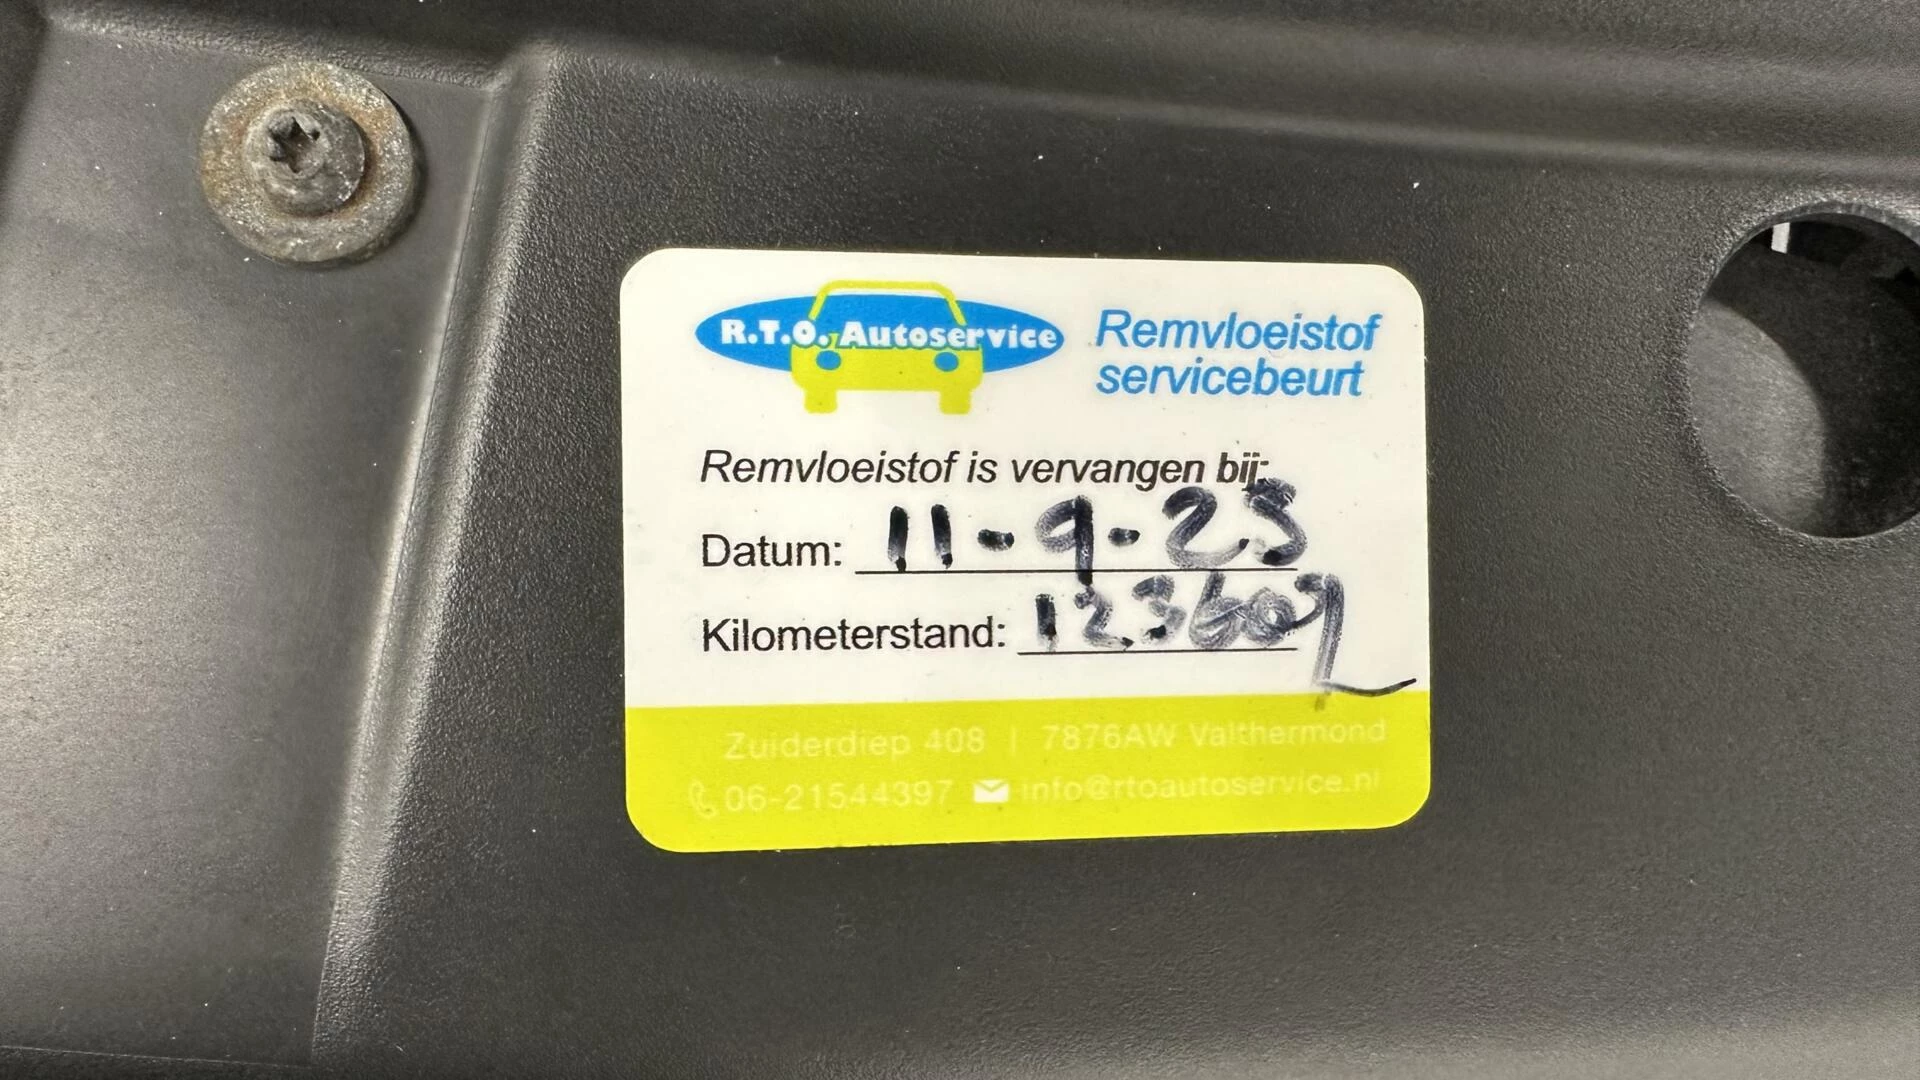 R.T.O. Autoservice
Remvloeistof
servicebeurt
Remvloeistof is vervangen bij:
Datum: 11-9-23
Kilometerstand: 123609
Zuiderdiep 408 | 7876AW Valthermond
06-21544397 info@rtoautoservice.nl